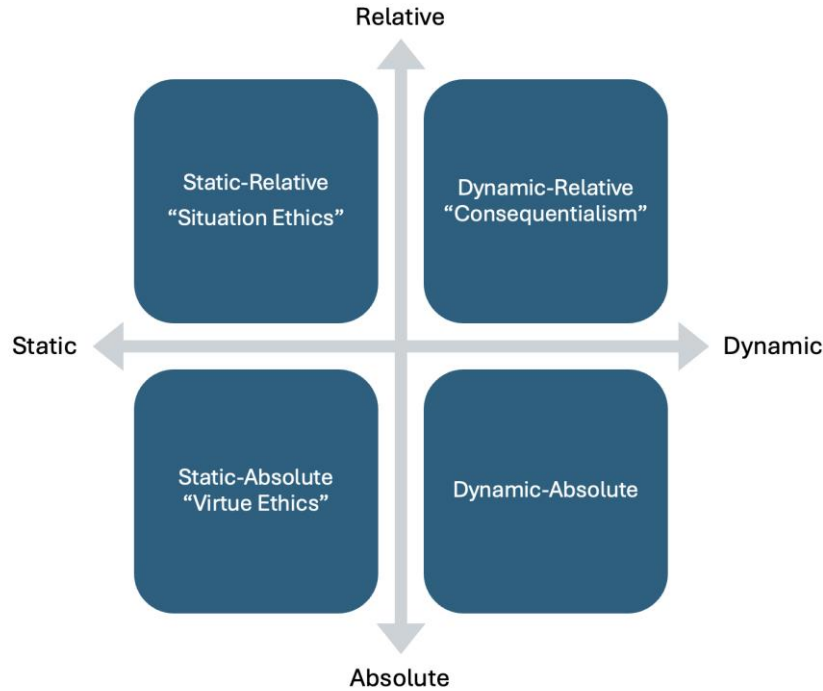 Relative
Static-Relative
“Situation Ethics”
Dynamic-Relative
“Consequentialism”
Static
Dynamic
Static-Absolute
“Virtue Ethics”
Dynamic-Absolute
Absolute